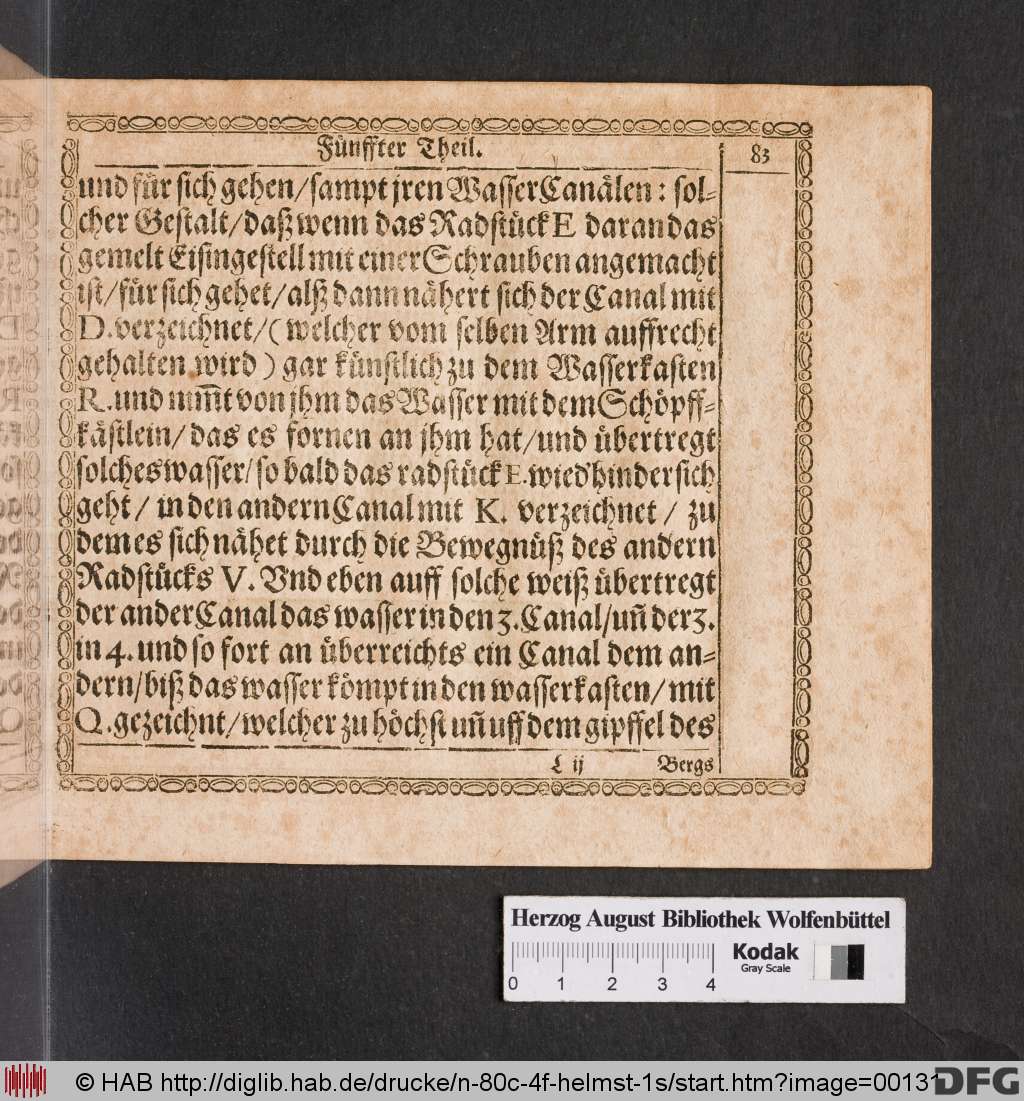 Fünffter Theil.
83
und für sich gehen/sampt jren WasserCanälen: sol-
cher Gestalt/daß wenn das Radstück E daran das
gemelt Eisingestell mit einer Schrauben angemacht
ist/für sich gehet/alß dann nähert sich der Canal mit
D. verzeichnet/(welcher vom selben Arm auffrecht
gehalten wird) gar künstlich zu dem Wasserkasten
R. und nim̃t von jhm das Wasser mit dem Schöpff-
kästlein/das es fornen an jhm hat/und übertregt
solches wasser/so bald das radstück E. wied' hinder sich
geht/ in den andern Canal mit K. verzeichnet/ zu
dem es sich nähet durch die Bewegnüß des andern
Radstücks V. Vnd eben auff solche weiß übertregt
der ander Canal das wasser in den 3. Canal/uñ der 3.
in 4. und so fort an überreichts ein Canal dem an-
dern/biß das wasser kömpt in den wasserkasten/mit
Q. gezeichnt/welcher zu höchst uñ uff dem gipffel des
L ij Bergs
Herzog August Bibliothek Wolfenbüttel
Kodak
Gray Scale
0 1 2 3 4
© HAB http://diglib.hab.de/drucke/n-80c-4f-helmst-1s/start.htm?image=00131
DFG